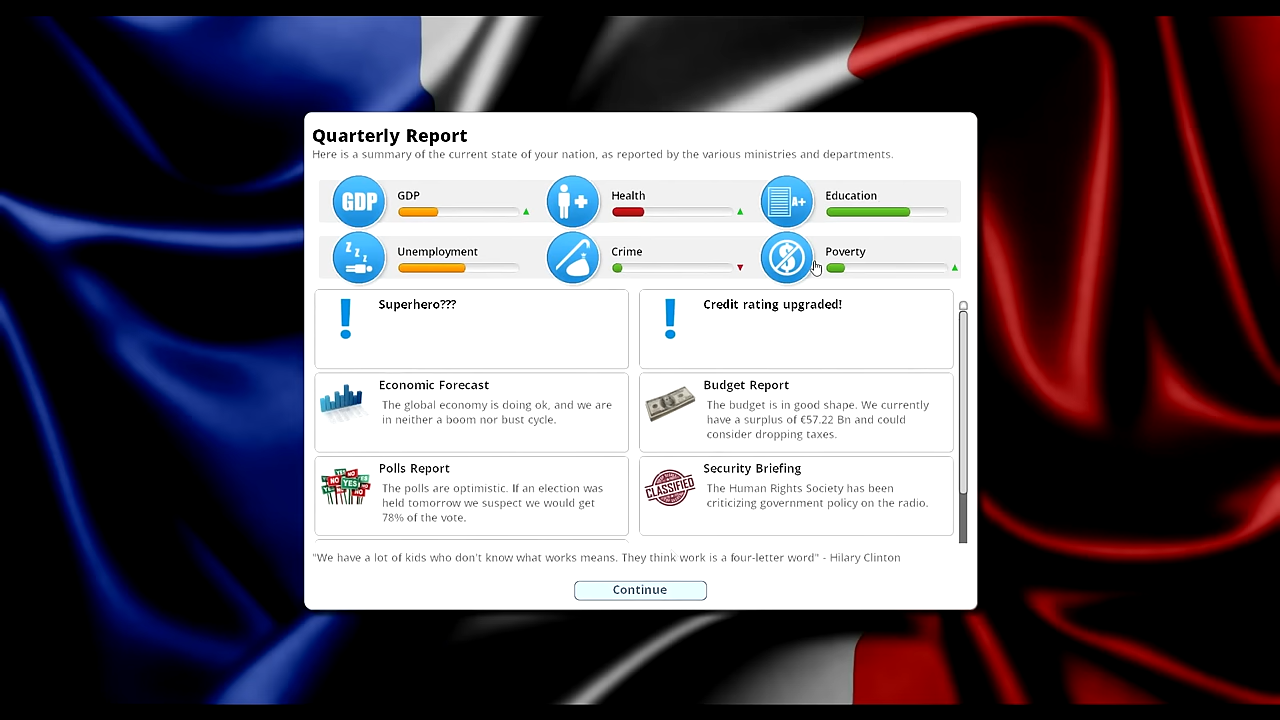 Quarterly Report
Here is a summary of the current state of your nation, as reported by the various ministries and departments.
GDP
GDP
Health
A+
Education
Z Z Z
Unemployment
Crime
$
Poverty
Superhero???
Credit rating upgraded!
Economic Forecast
The global economy is doing ok, and we are
in neither a boom nor bust cycle.
Budget Report
The budget is in good shape. We currently
have a surplus of €57.22 Bn and could
consider dropping taxes.
YES
NO
YES
NO
NO
Polls Report
The polls are optimistic. If an election was
held tomorrow we suspect we would get
78% of the vote.
CLASSIFIED
Security Briefing
The Human Rights Society has been
criticizing government policy on the radio.
"We have a lot of kids who don't know what works means. They think work is a four-letter word" - Hilary Clinton
Continue